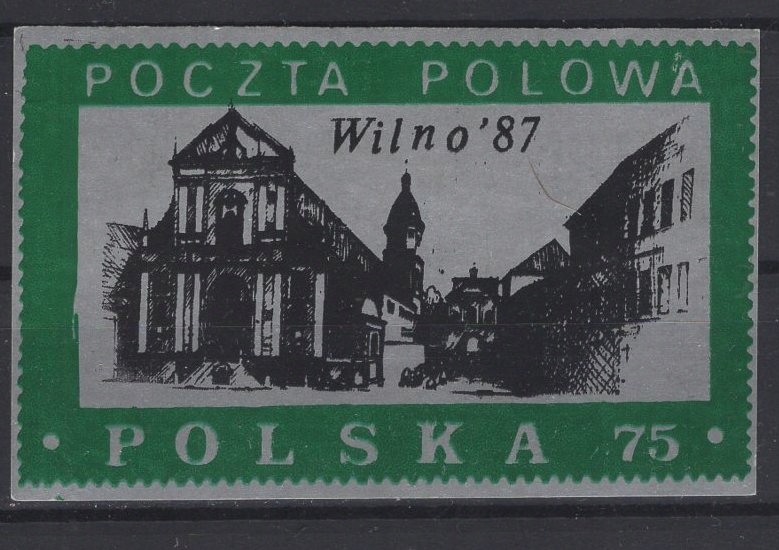 POCZTA POLOWA
Wilno '87
• POLSKA 75 •